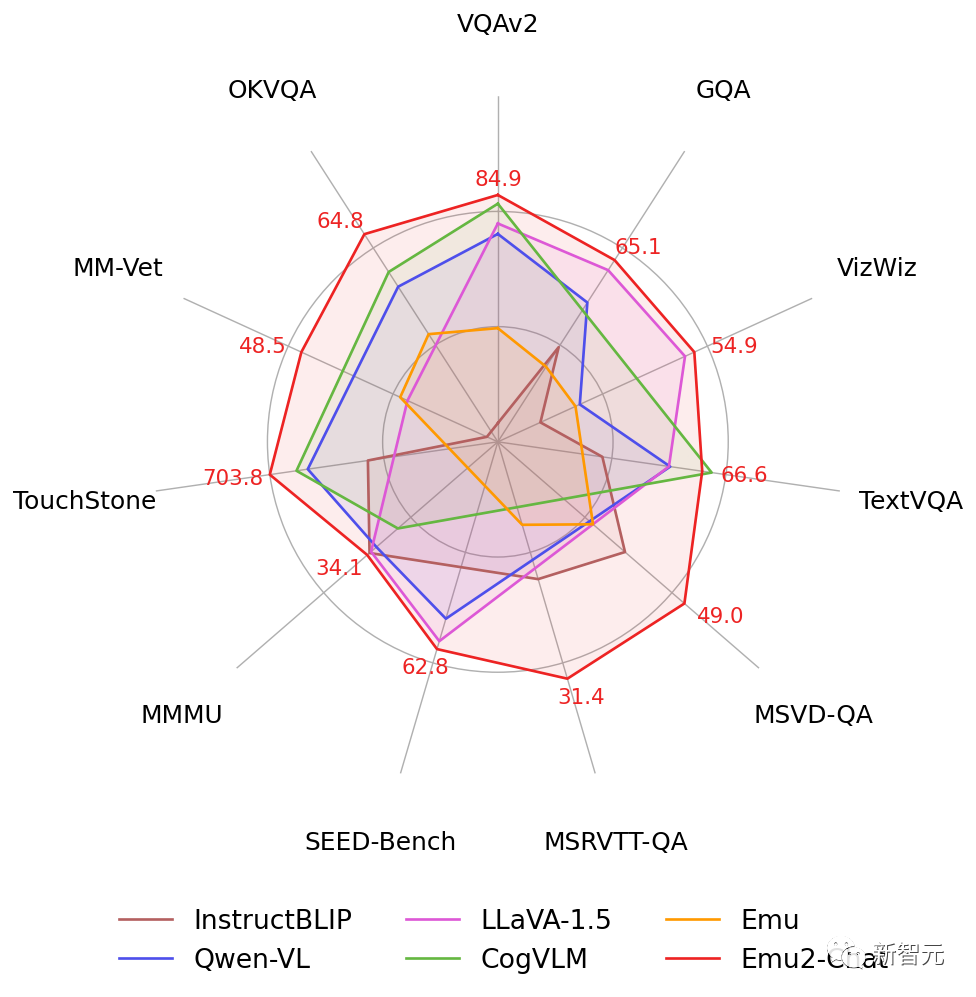 VQAv2
OKVQA
GQA
84.9
64.8
65.1
MM-Vet
VizWiz
48.5
54.9
703.8
66.6
TouchStone
TextVQA
34.1
49.0
62.8
31.4
MMMU
MSVD-QA
SEED-Bench
MSRVTT-QA
InstructBLIP
LLaVA-1.5
Emu
Qwen-VL
CogVLM
Emu2-Chat
新智元